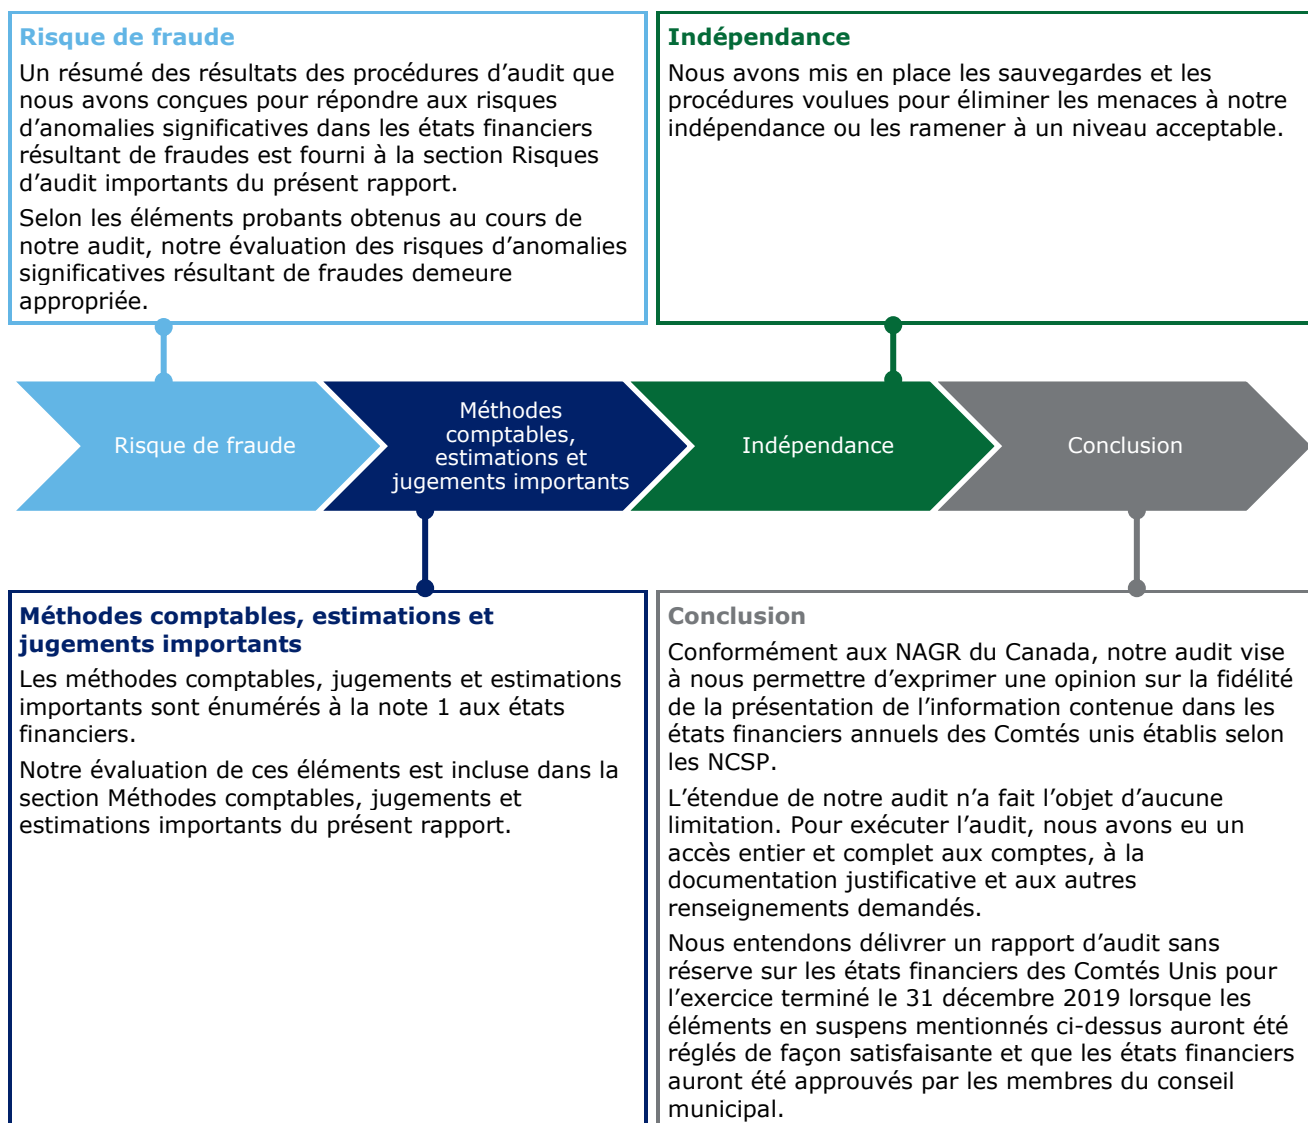 Risque de fraude
Un résumé des résultats des procédures d’audit que
nous avons conçues pour répondre aux risques
d’anomalies significatives dans les états financiers
résultant de fraudes est fourni à la section Risques
d’audit importants du présent rapport.
Selon les éléments probants obtenus au cours de
notre audit, notre évaluation des risques d’anomalies
significatives résultant de fraudes demeure
appropriée.
Indépendance
Nous avons mis en place les sauvegardes et les
procédures voulues pour éliminer les menaces à notre
indépendance ou les ramener à un niveau acceptable.
Risque de fraude
Méthodes
comptables,
estimations et
jugements importants
Indépendance
Conclusion
Méthodes comptables, estimations et
jugements importants
Les méthodes comptables, jugements et estimations
importants sont énumérés à la note 1 aux états
financiers.
Notre évaluation de ces éléments est incluse dans la
section Méthodes comptables, jugements et
estimations importants du présent rapport.
Conclusion
Conformément aux NAGR du Canada, notre audit vise
à nous permettre d’exprimer une opinion sur la fidélité
de la présentation de l’information contenue dans les
états financiers annuels des Comtés unis établis selon
les NCSP.
L’étendue de notre audit n’a fait l’objet d’aucune
limitation. Pour exécuter l’audit, nous avons eu un
accès entier et complet aux comptes, à la
documentation justificative et aux autres
renseignements demandés.
Nous entendons délivrer un rapport d’audit sans
réserve sur les états financiers des Comtés Unis pour
l’exercice terminé le 31 décembre 2019 lorsque les
éléments en suspens mentionnés ci-dessus auront été
réglés de façon satisfaisante et que les états financiers
auront été approuvés par les membres du conseil
municipal.